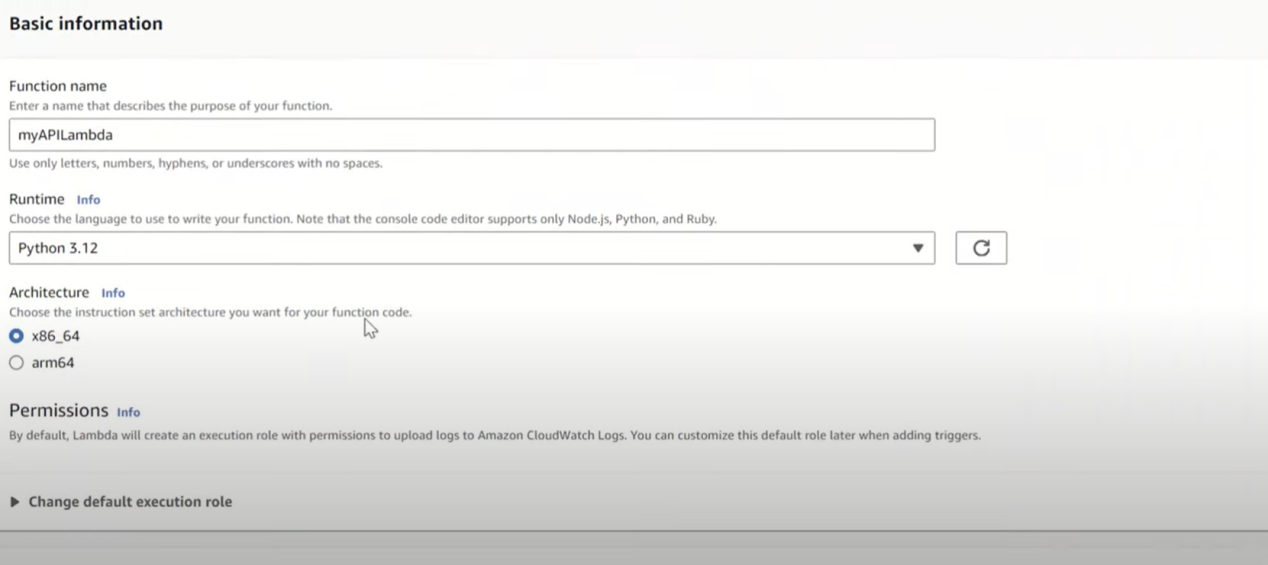 Basic information
Function name
Enter a name that describes the purpose of your function.
myAPILambda
Use only letters, numbers, hyphens, or underscores with no spaces.
Runtime Info
Choose the language to use to write your function. Note that the console code editor supports only Node.js, Python, and Ruby.
Python 3.12
Architecture Info
Choose the instruction set architecture you want for your function code.
x86_64
arm64
Permissions Info
By default, Lambda will create an execution role with permissions to upload logs to Amazon CloudWatch Logs. You can customize this default role later when adding triggers.
Change default execution role